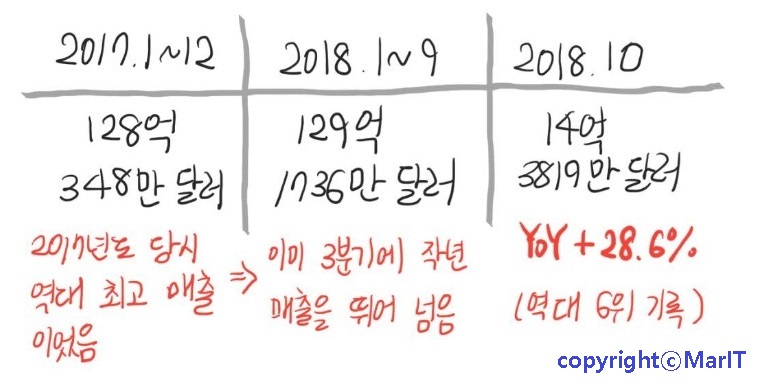 2017.1~12
2018.1~9
2018.10
128억
348만 달러
129억
1736만 달러
14억
3819만 달러
2017년도 당시
역대 최고 매출
이었음
⇒ 이미 3분기에 작년
매출을 뛰어 넘음
YoY +28.6%
(역대 6위 기록)
copyrightⓒMarIT